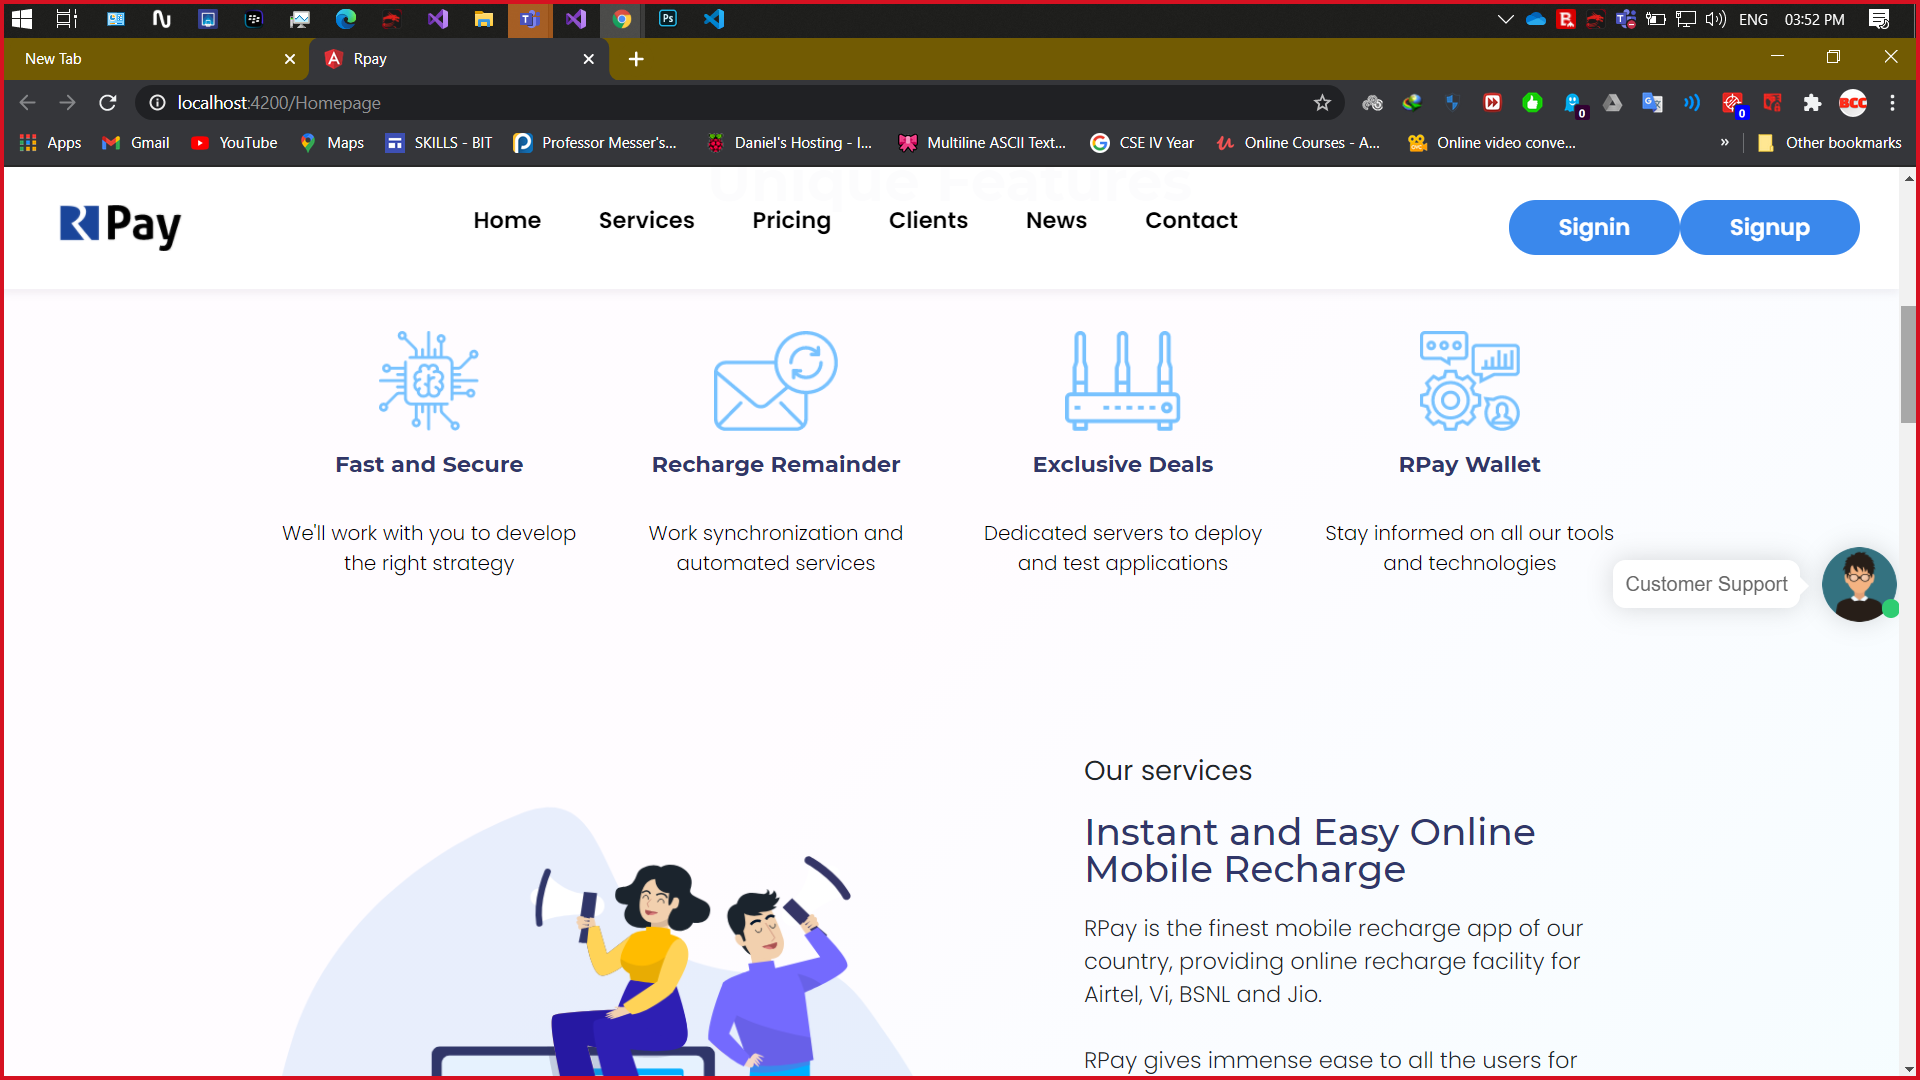 ENG 03:52 PM
New Tab
Rpay
localhost:4200/Homepage
0
0
BCC
Apps
Gmail
YouTube
Maps
SKILLS - BIT
Professor Messer's...
Daniel's Hosting - I...
Multiline ASCII Text...
CSE IV Year
Online Courses - A...
Online video conve...
»
Other bookmarks
Unique Features
R Pay
Home
Services
Pricing
Clients
News
Contact
Signin
Signup
Fast and Secure
We'll work with you to develop
the right strategy
Recharge Remainder
Work synchronization and
automated services
Exclusive Deals
Dedicated servers to deploy
and test applications
RPay Wallet
Stay informed on all our tools
and technologies
Customer Support
Our services
Instant and Easy Online
Mobile Recharge
RPay is the finest mobile recharge app of our
country, providing online recharge facility for
Airtel, Vi, BSNL and Jio.
RPay gives immense ease to all the users for